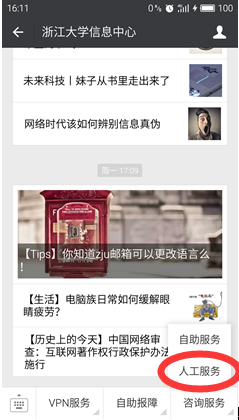 16:11
0% 4G 100
浙江大学信息中心
未来科技丨妹子从书里走出来了
网络时代该如何辨别信息真伪
周一 17:09
【Tips】你知道zju邮箱可以更改语言么
！
【生活】电脑族日常如何缓解眼
睛疲劳？
【历史上的今天】中国网络审
查：互联网著作权行政保护办法
施行
自助服务
人工服务
VPN服务
自助报障
咨询服务